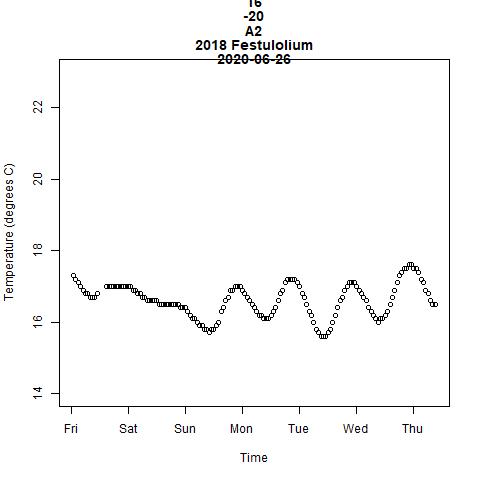 16
-20
A2
2018 Festulolium
2020-06-26
Temperature (degrees C)
22
20
18
16
14
Fri Sat Sun Mon Tue Wed Thu
Time